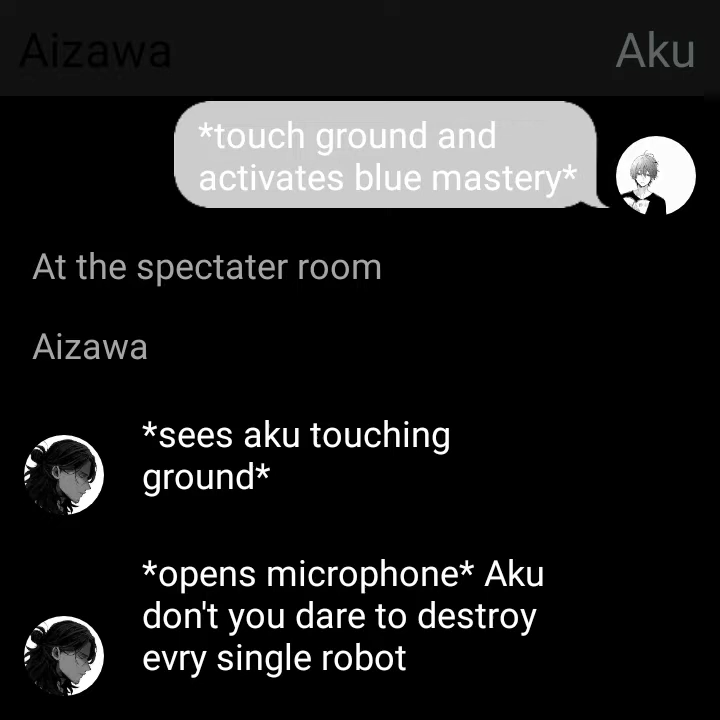 Aizawa
Aku
*touch ground and
activates blue mastery*
At the spectater room
Aizawa
*sees aku touching
ground*
*opens microphone* Aku
don't you dare to destroy
evry single robot